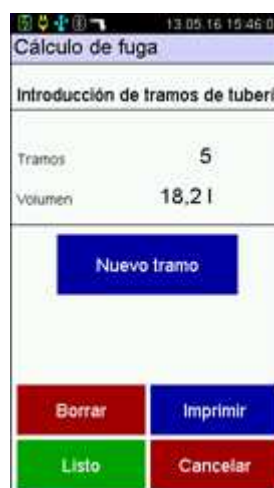 13.05.16 15:46:0
Cálculo de fuga
Introducción de tramos de tuberí
Tramos 5
Volumen 18,2 l
Nuevo tramo
Borrar Imprimir
Listo Cancelar